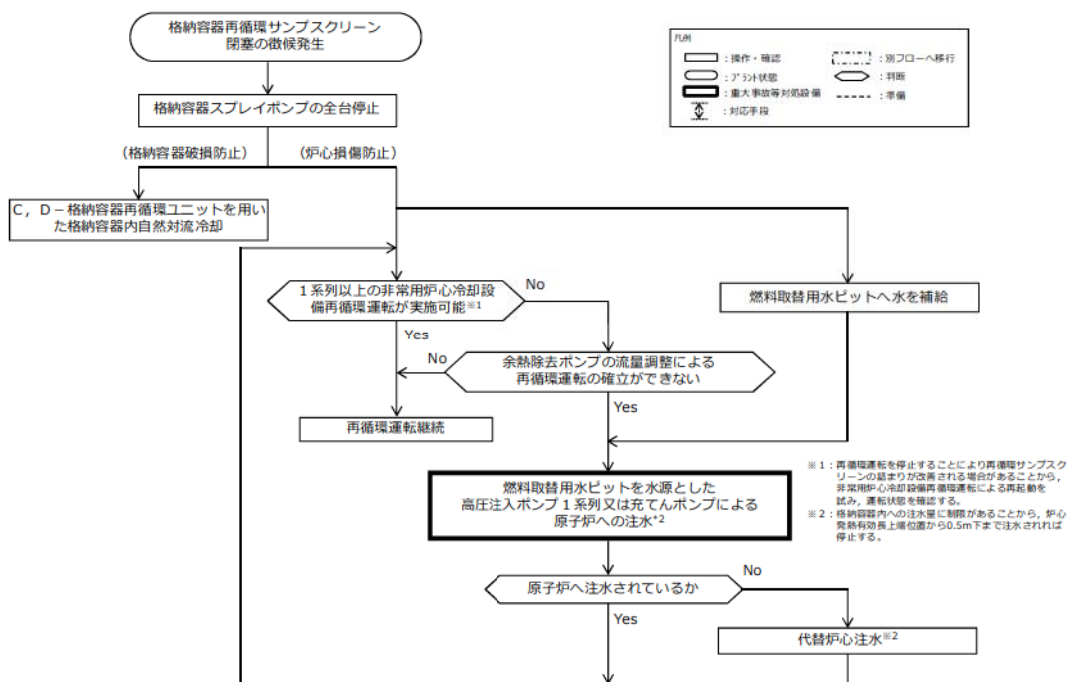 格納容器再循環サンプスクリーン
閉塞の徴候発生
格納容器スプレイポンプの全台停止
(格納容器破損防止)
(炉心損傷防止)
凡例
：操作・確認
：別フローへ移行
：プラント状態
：判断
：重大事故等対処設備
：準備
：対応手段
C，D－格納容器再循環ユニットを用い
た格納容器内自然対流冷却
1系列以上の非常用炉心冷却設
備再循環運転が実施可能※1
No
Yes
燃料取替用水ピットへ水を補給
No
余熱除去ポンプの流量調整による
再循環運転の確立ができない
Yes
再循環運転継続
燃料取替用水ピットを水源とした
高圧注入ポンプ1系列又は充てんポンプによる
原子炉への注水*2
※1：再循環運転を停止することにより再循環サンプスク
リーンの詰まりが改善される場合があることから，
非常用炉心冷却設備再循環運転による再起動を
試み，運転状態を確認する。
※2：格納容器内への注水量に制限があることから，炉心
発熱有効長上端位置から0.5m下まで注水されれば
停止する。
原子炉へ注水されているか
No
Yes
代替炉心注水※2